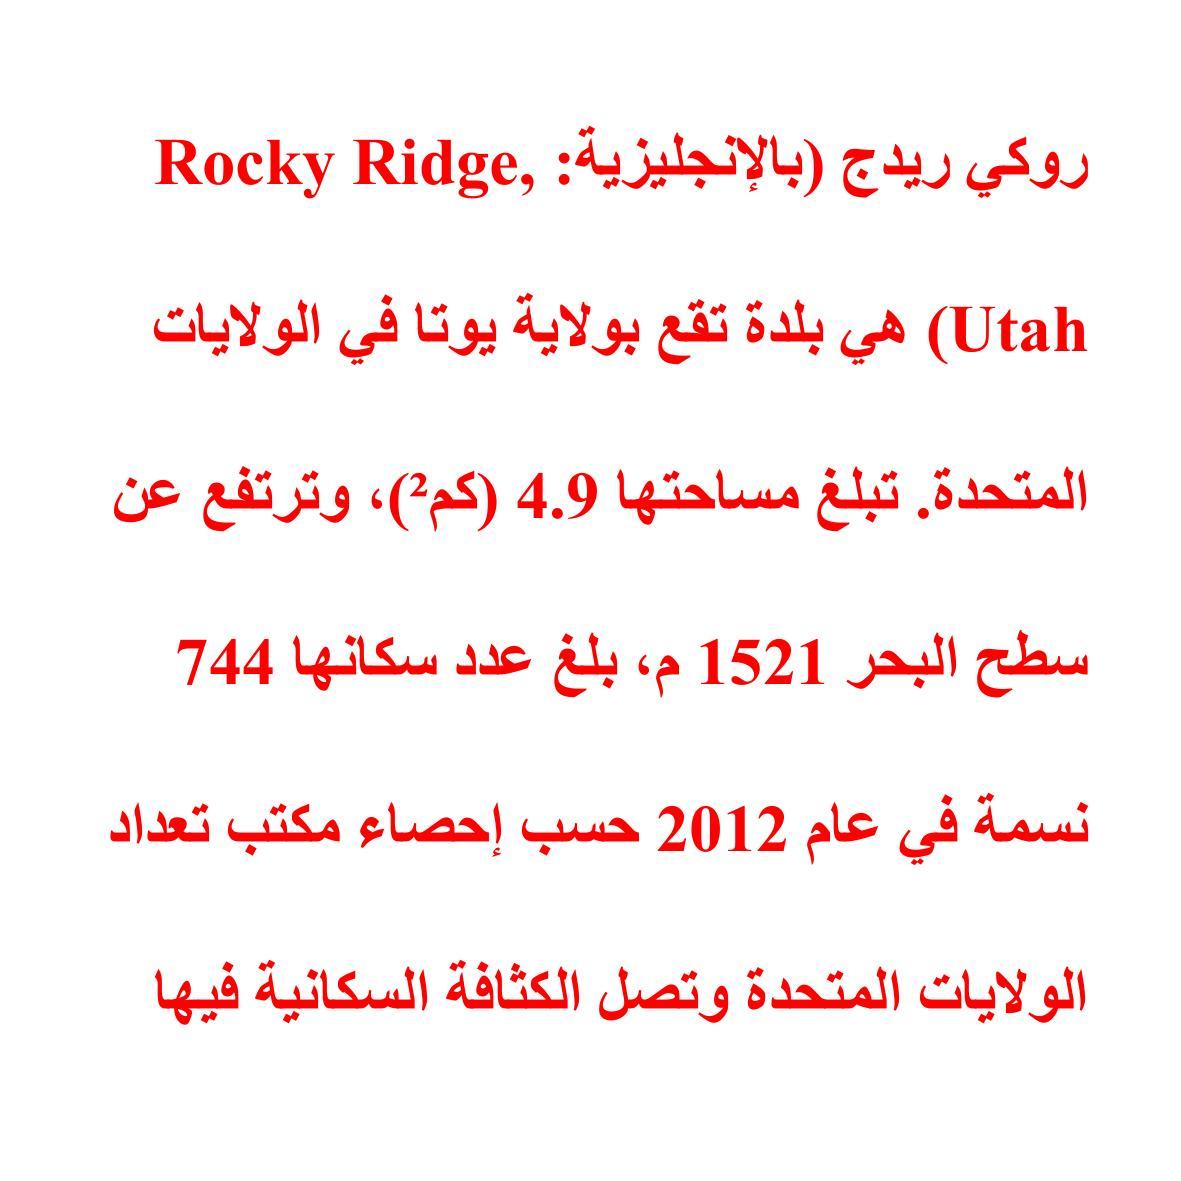 روكي ريدج (بالإنجليزية: Rocky Ridge,
Utah) هي بلدة تقع بولاية يوتا في الولايات
المتحدة. تبلغ مساحتها 4.9 (كم²)، وترتفع عن
سطح البحر 1521 م، بلغ عدد سكانها 744
نسمة في عام 2012 حسب إحصاء مكتب تعداد
الولايات المتحدة وتصل الكثافة السكانية فيها